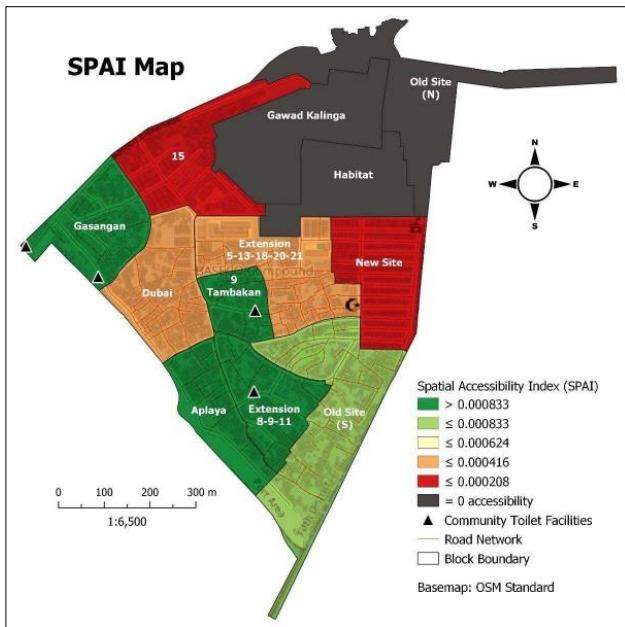 SPAI Map
Old Site
(N)
Gawad Kalinga
15
Habitat
N
W
E
S
Gasangan
Extension
5-13-18-20-21
New Site
Dubai
9
Tambakan
Aplaya
Extension
8-9-11
Old Site
(S)
Spatial Accessibility Index (SPAI)
> 0.000833
≤ 0.000833
≤ 0.000624
≤ 0.000416
≤ 0.000208
= 0 accessibility
Community Toilet Facilities
Road Network
Block Boundary
Basemap: OSM Standard
0 100 200 300 m
1:6,500